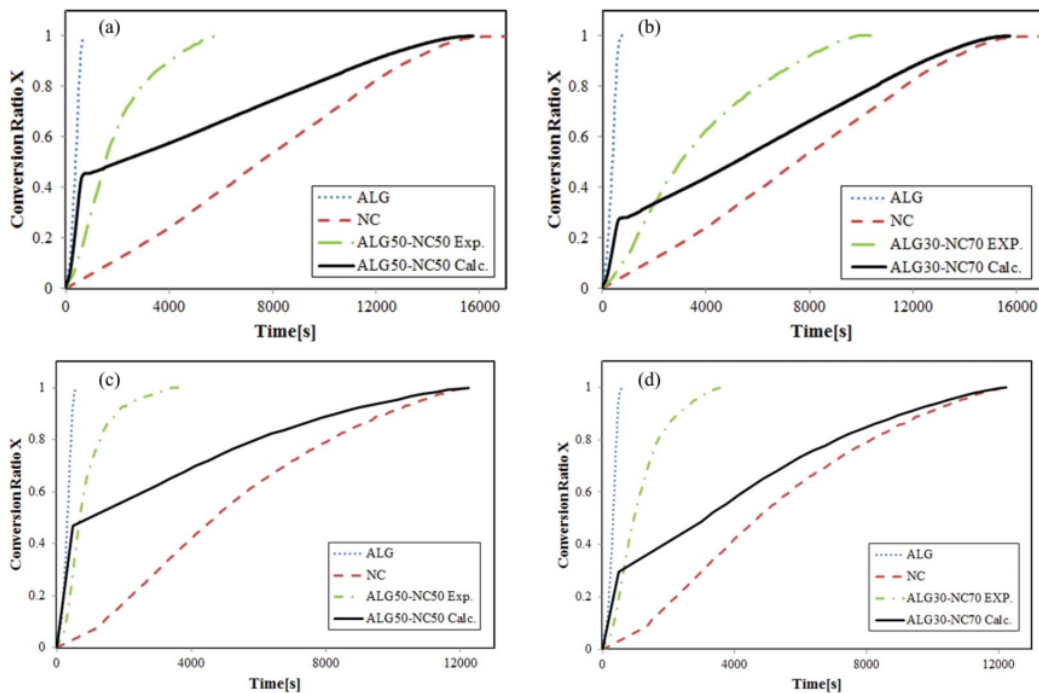 (a)
Conversion Ratio X
1
0.8
0.6
0.4
0.2
0
0 4000 8000 12000 16000
Time[s]
ALG
NC
ALG50-NC50 Exp.
ALG50-NC50 Calc.
(b)
Conversion Ratio X
1
0.8
0.6
0.4
0.2
0
0 4000 8000 12000 16000
Time[s]
ALG
NC
ALG30-NC70 EXP.
ALG30-NC70 Calc.
(c)
Conversion Ratio X
1
0.8
0.6
0.4
0.2
0
0 4000 8000 12000
Time[s]
ALG
NC
ALG50-NC50 Exp.
ALG50-NC50 Calc.
(d)
Conversion Ratio X
1
0.8
0.6
0.4
0.2
0
0 4000 8000 12000
Time[s]
ALG
NC
ALG30-NC70 EXP.
ALG30-NC70 Calc.